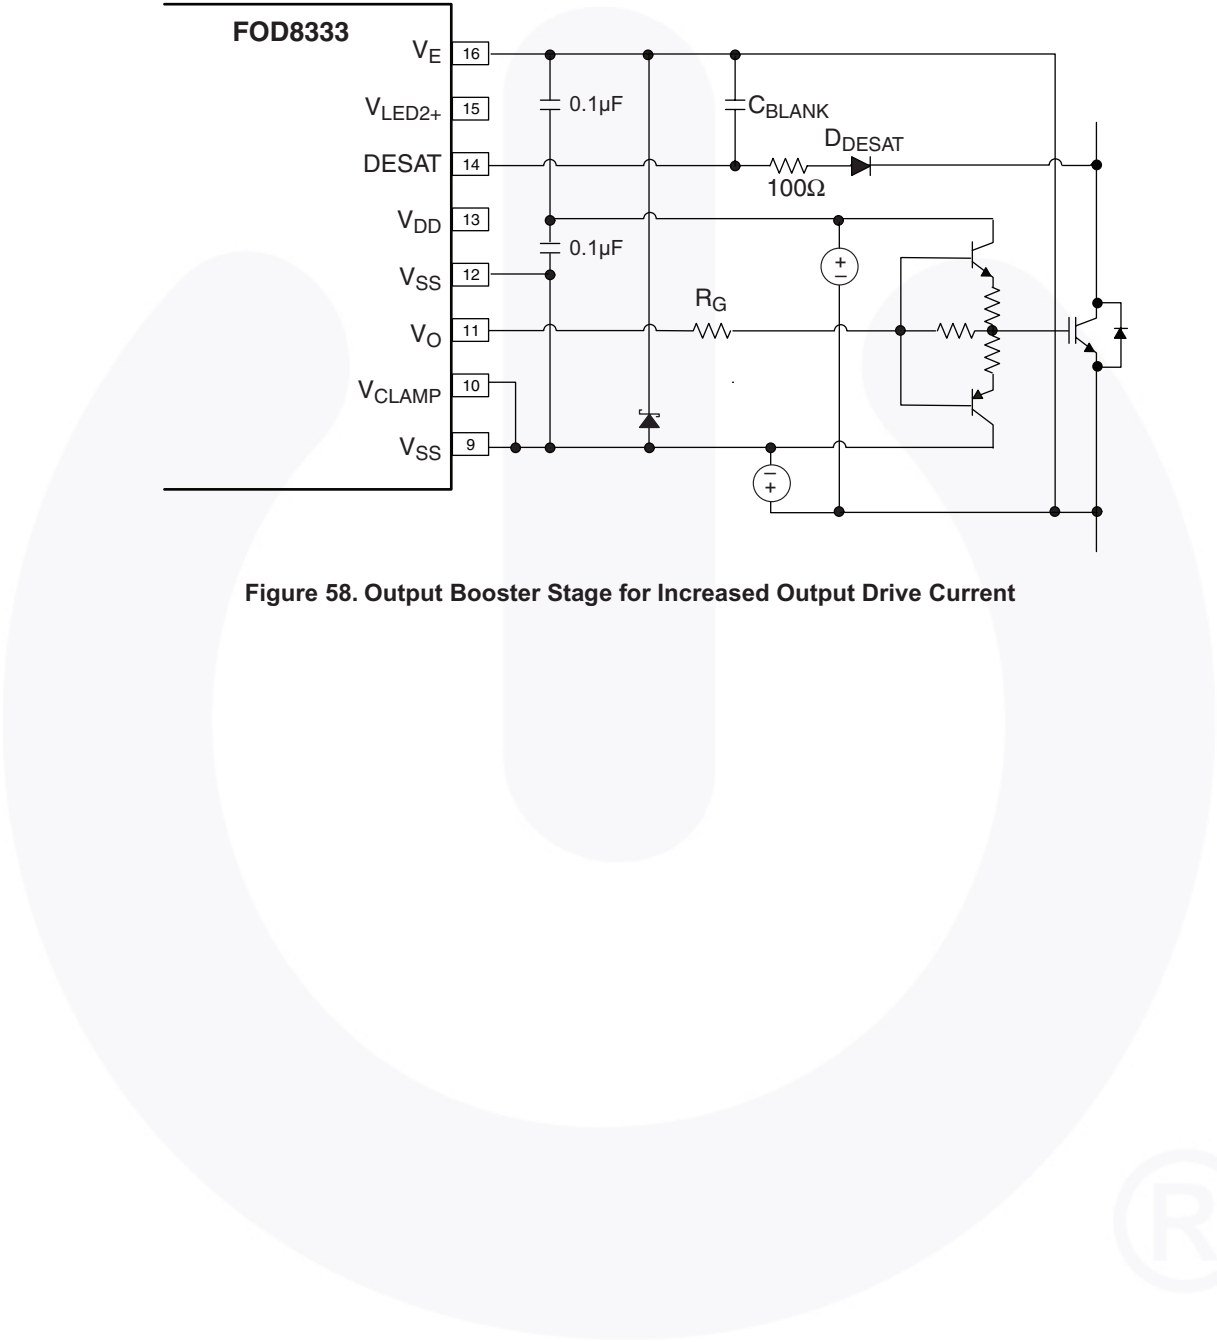 FOD8333
VE 16
VLED2+ 15
0.1µF
CBLANK
DDESAT
DESAT 14
100Ω
VDD 13
0.1µF
+
−
VSS 12
RG
VO 11
VCLAMP 10
VSS 9
−
+
Figure 58. Output Booster Stage for Increased Output Drive Current
®